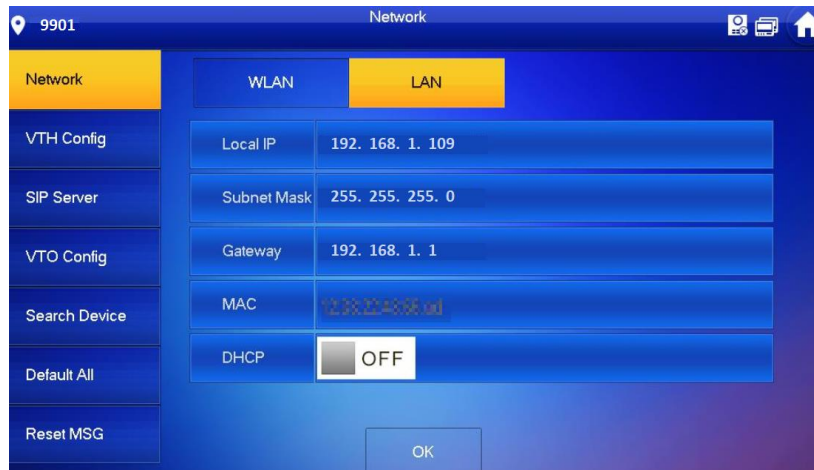 9901
Network
Network
WLAN
LAN
VTH Config
Local IP 192. 168. 1. 109
SIP Server
Subnet Mask 255. 255. 255. 0
VTO Config
Gateway 192. 168. 1. 1
Search Device
MAC
Default All
DHCP OFF
Reset MSG
OK